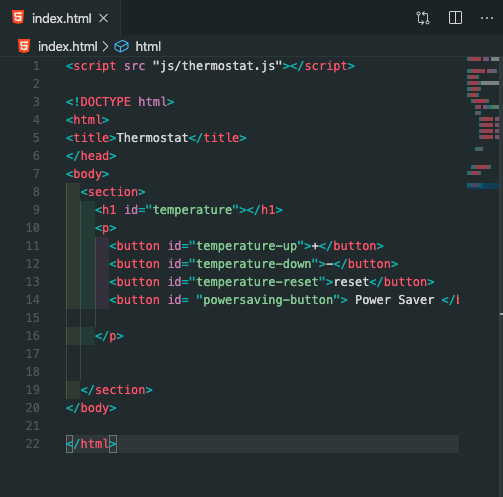 index.html
index.html > html
1 <script src "js/thermostat.js"></script>
2
3 <!DOCTYPE html>
4 <html>
5 <title>Thermostat</title>
6 </head>
7 <body>
8 <section>
9 <h1 id="temperature"></h1>
10 <p>
11 <button id="temperature-up">+</button>
12 <button id="temperature-down">-</button>
13 <button id="temperature-reset">reset</button>
14 <button id= "powersaving-button"> Power Saver </b
15
16 </p>
17
18
19 </section>
20 </body>
21
22 </html>